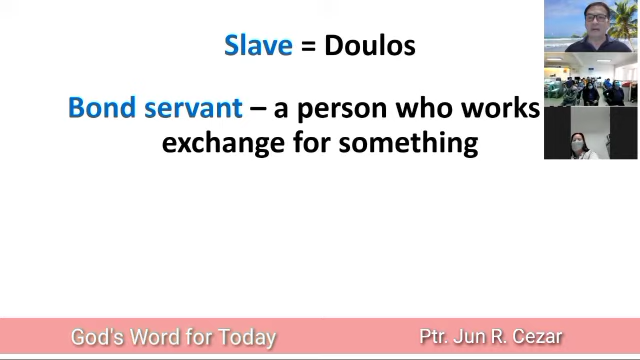 Slave = Doulos
Bond servant – a person who works
exchange for something
God's Word for Today
Ptr. Jun R. Cezar